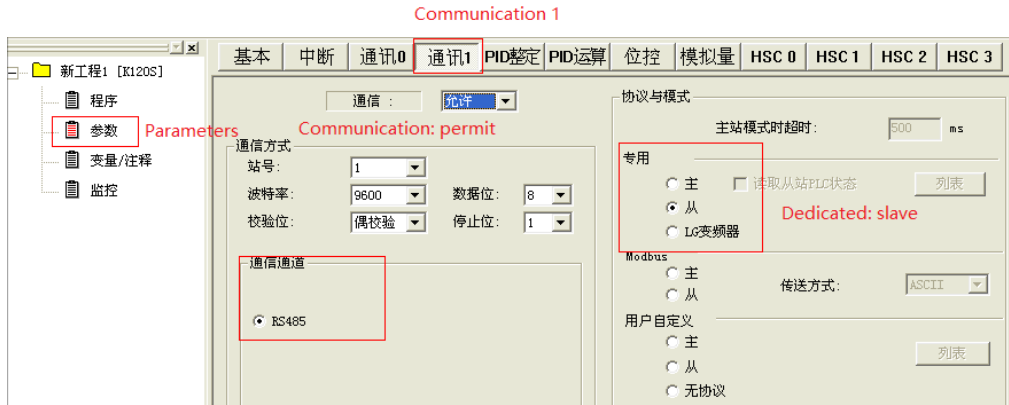 Communication 1
基本 中断 通讯0 通讯1 PID整定 PID运算 位控 模拟量 HSC 0 HSC 1 HSC 2 HSC 3
新工程1 [K120S]
程序
参数 Parameters
变量/注释
监控
通信 : 允许
Communication: permit
通信方式
站号: 1
波特率: 9600 数据位: 8
校验位: 偶校验 停止位: 1
通信通道
RS485
协议与模式
主站模式时超时: 500 ms
专用
主 读取从站PLC状态 列表
从
Dedicated: slave
LG变频器
Modbus
主
传送方式: ASCII
从
用户自定义
主
列表
从
无协议